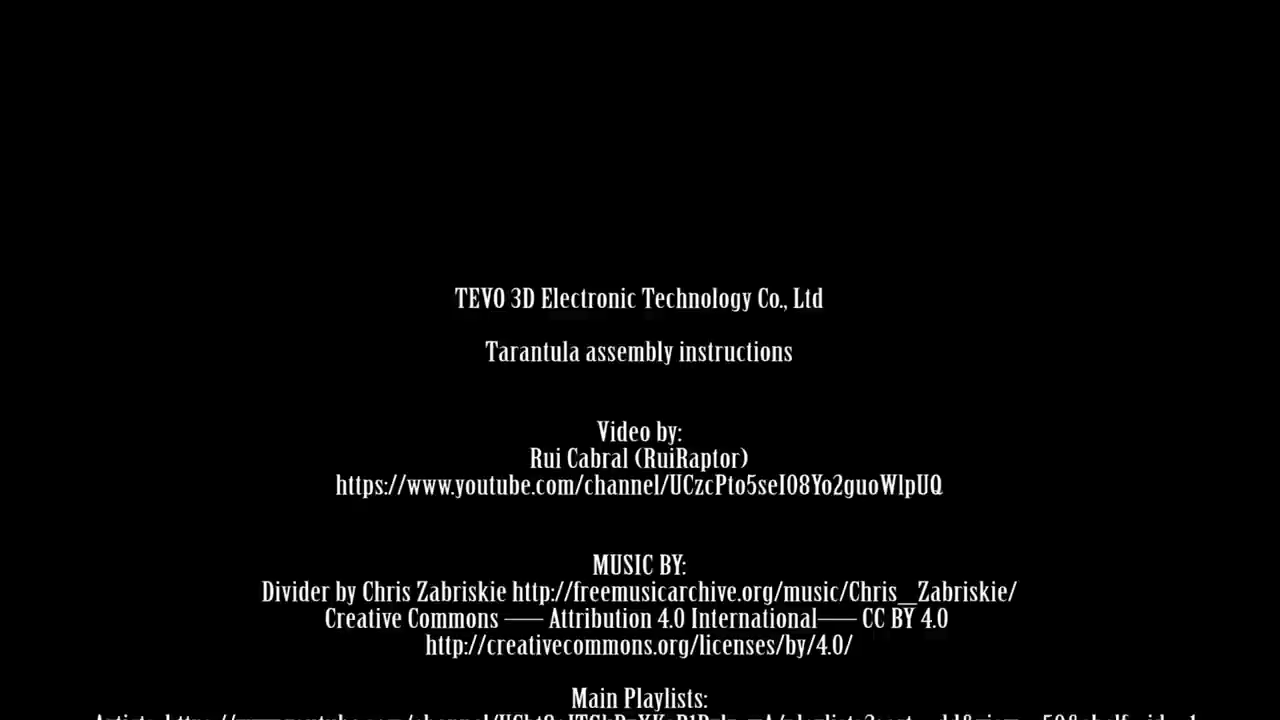 TEVO 3D Electronic Technology Co., Ltd
Tarantula assembly instructions
Video by:
Rui Cabral (RuiRaptor)
https://www.youtube.com/channel/UCzcPto5seI08Yo2guoWlpUQ
MUSIC BY:
Divider by Chris Zabriskie http://freemusicarchive.org/music/Chris_Zabriskie/
Creative Commons — Attribution 4.0 International— CC BY 4.0
http://creativecommons.org/licenses/by/4.0/
Main Playlists: